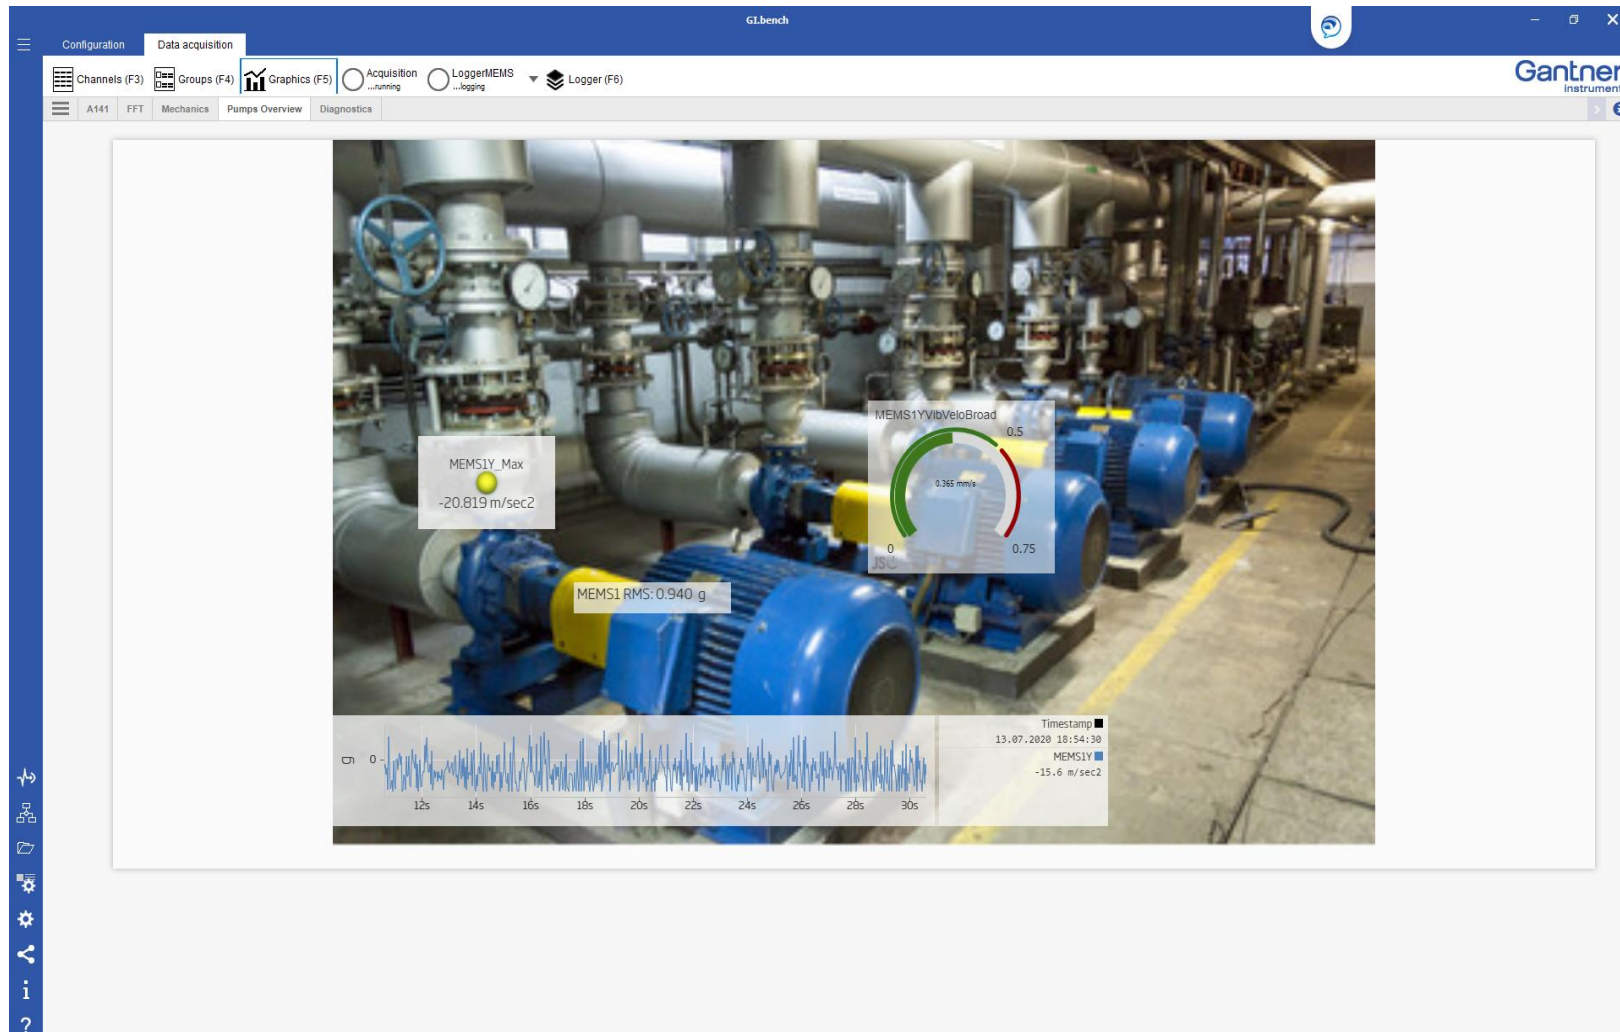 GI.bench
Configuration
Data acquisition
Channels (F3)
Groups (F4)
Graphics (F5)
Acquisition
...running
LoggerMEMS
...logging
Logger (F6)
Gantner
instrument
A141
FFT
Mechanics
Pumps Overview
Diagnostics
MEMS1YVibVeloBroad
0.5
0.365 mm/s
0
0.75
JSC
MEMS1Y_Max
-20.819 m/sec2
MEMS1 RMS: 0.940 g
g
0
12s
14s
16s
18s
20s
22s
24s
26s
28s
30s
Timestamp
13.07.2020 18:54:30
MEMS1Y
-15.6 m/sec2